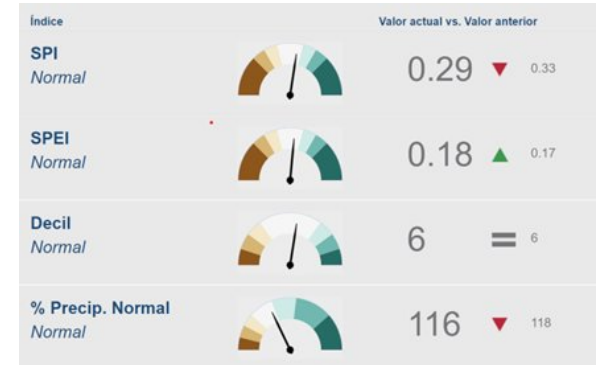 Índice Valor actual vs. Valor anterior
SPI
Normal
0.29 0.33
SPEI
Normal
0.18 0.17
Decil
Normal
6 6
% Precip. Normal
Normal
116 118